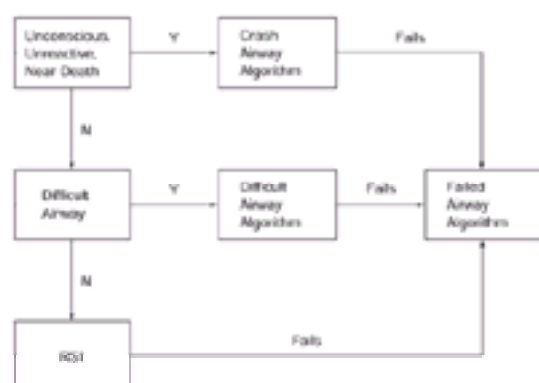 Unconscious,
Unreactive,
Near Death
Y
Crash
Airway
Algorithm
Fails
N
Difficult
Airway
Y
Difficult
Airway
Algorithm
Fails
Failed
Airway
Algorithm
N
RSI
Fails